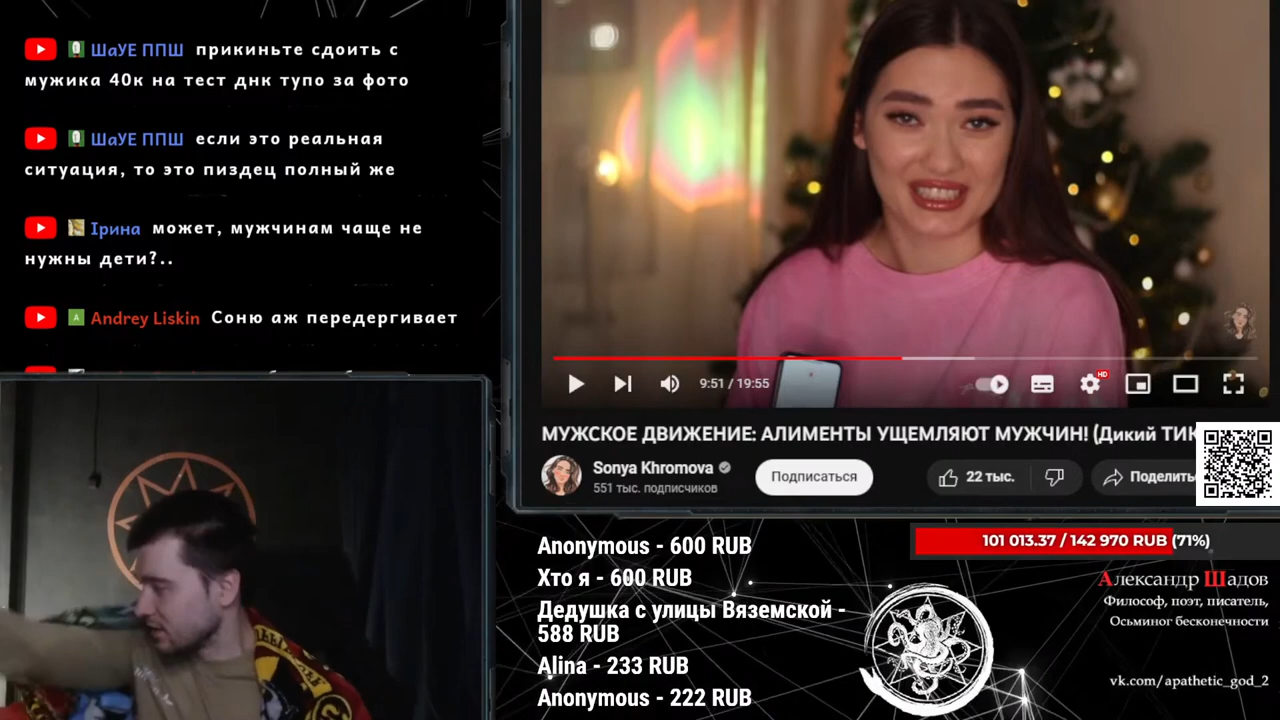 ШаУЕ ППШ прикиньте сдоить с
мужика 40к на тест днк тупо за фото
ШаУЕ ППШ если это реальная
ситуация, то это пиздец полный же
Ірина может, мужчинам чаще не
нужны дети?..
Andrey Liskin Соню аж передергивает
9:51 / 19:55
HD
МУЖСКОЕ ДВИЖЕНИЕ: АЛИМЕНТЫ УЩЕМЛЯЮТ МУЖЧИН! (Дикий ТИК
Sonya Khromova
551 тыс. подписчиков
Подписаться
22 тыс.
Поделить
Anonymous - 600 RUB
Хто я - 600 RUB
Дедушка с улицы Вяземской -
588 RUB
Alina - 233 RUB
Anonymous - 222 RUB
101 013.37 / 142 970 RUB (71%)
Александр Шадов
Философ, поэт, писатель,
Осьминог бесконечности
vk.com/apathetic_god_2